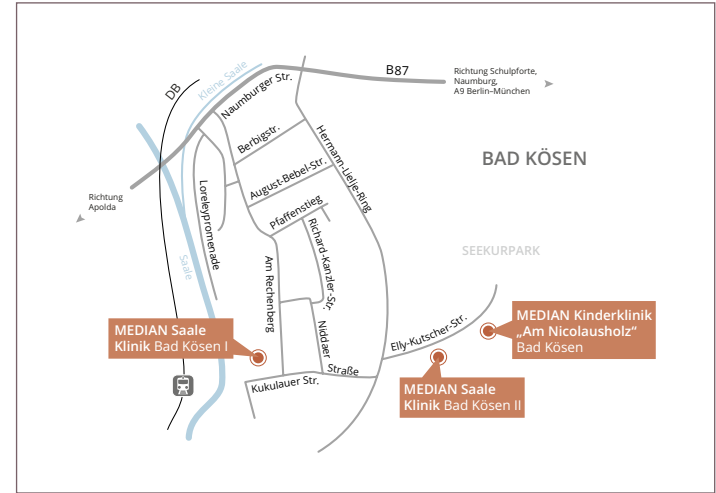 DB
Kleine Saale
Naumburger Str.
B87
Richtung Schulpforte,
Naburg,
A9 Berlin–München
Berbigstr.
Hermann-Lielje-Ring
BAD KÖSEN
August-Bebel-Str.
Richtung
Apolda
Loreleypromenade
Pfaffenstieg
Richard-Kanzler-Str.
Saale
Am Rechenberg
SEEKURPARK
MEDIAN Saale
Klinik Bad Kösen I
Niddaer
Straße
Elly-Kutscher-Str.
MEDIAN Kinderklinik
„Am Nicolausholz“
Bad Kösen
Kukulauer Str.
MEDIAN Saale
Klinik Bad Kösen II